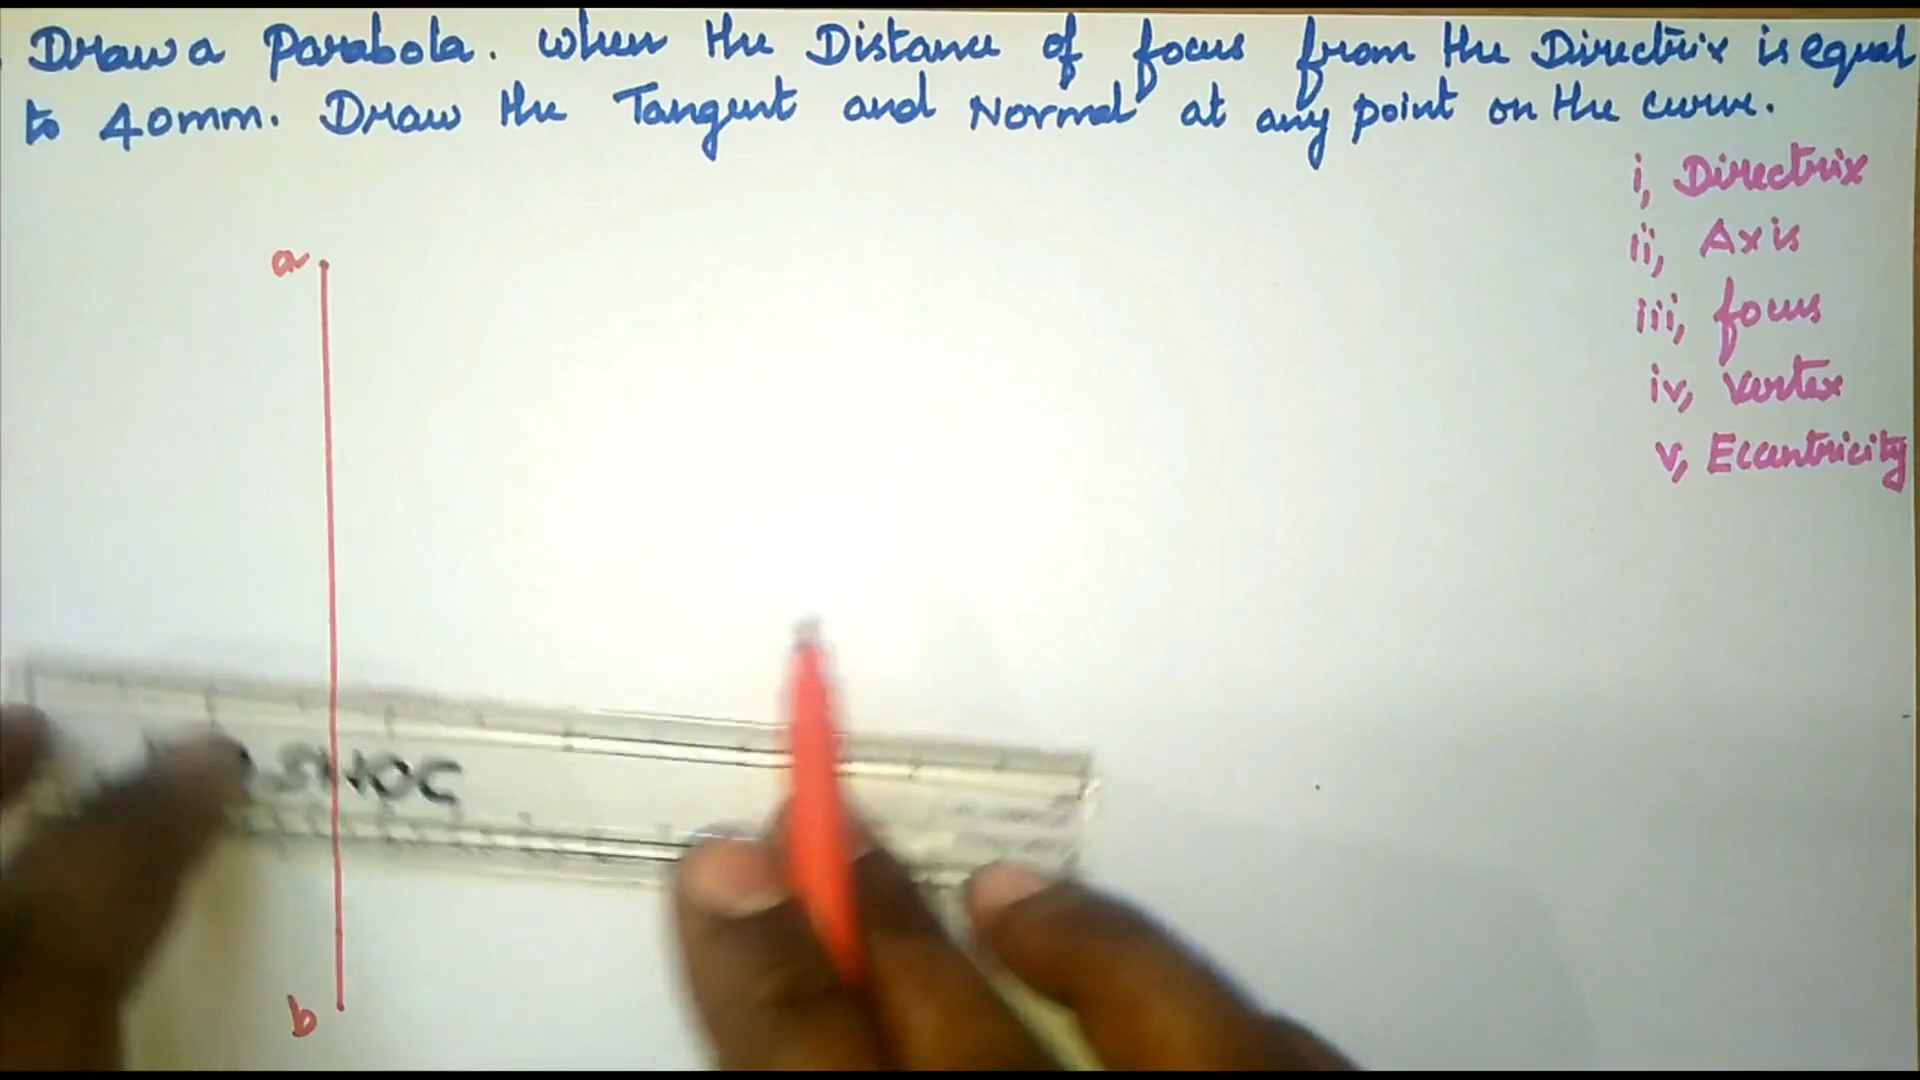 Draw a Parabola. when the Distance of focus from the Directrix is equal
to 40mm. Draw the Tangent and Normal at any point on the curve.
i, Directrix
ii, Axis
iii, focus
iv, Vertex
v, Eccentricity
a
b